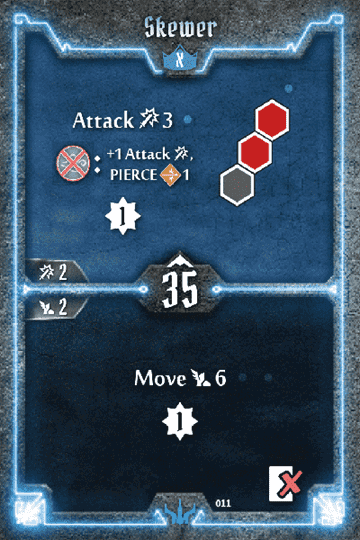 Skewer
X
Attack 3
+1 Attack,
PIERCE 1
1
2
35
2
Move 6
1
011